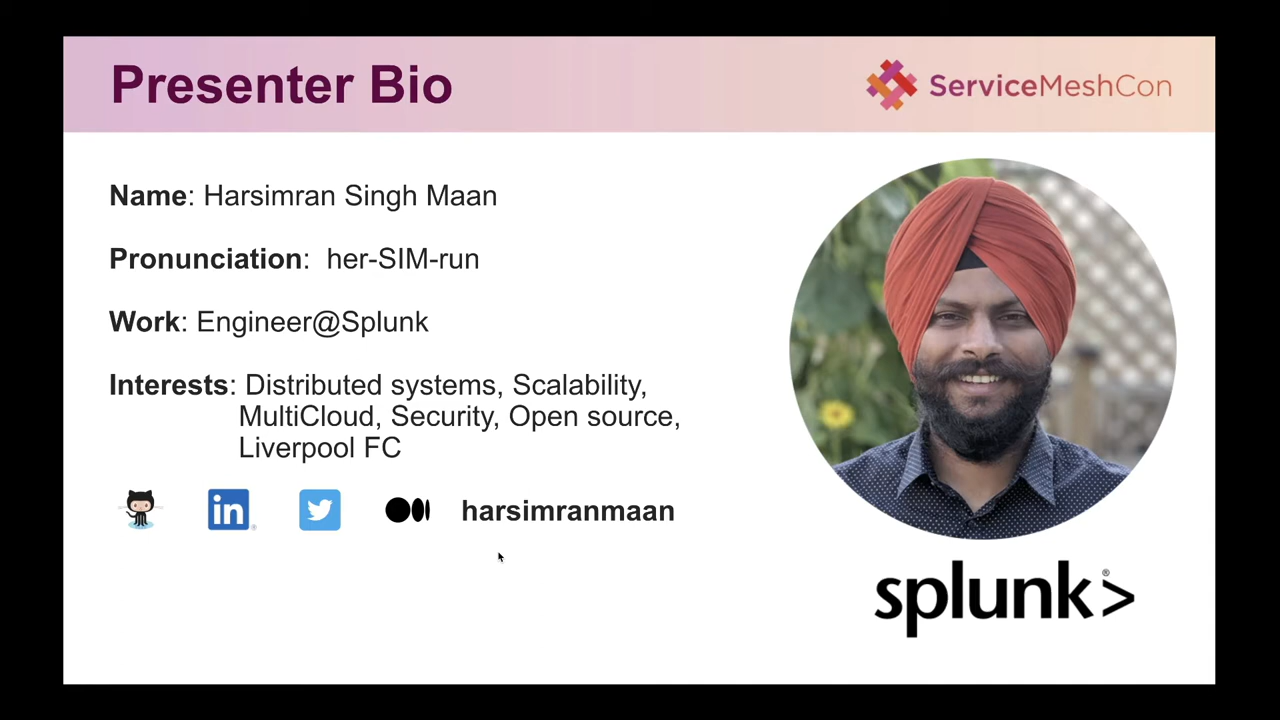 Presenter Bio
ServiceMeshCon
Name: Harsimran Singh Maan
Pronunciation: her-SIM-run
Work: Engineer@Splunk
Interests: Distributed systems, Scalability,
MultiCloud, Security, Open source,
Liverpool FC
in ® harsimranmaan
splunk>®